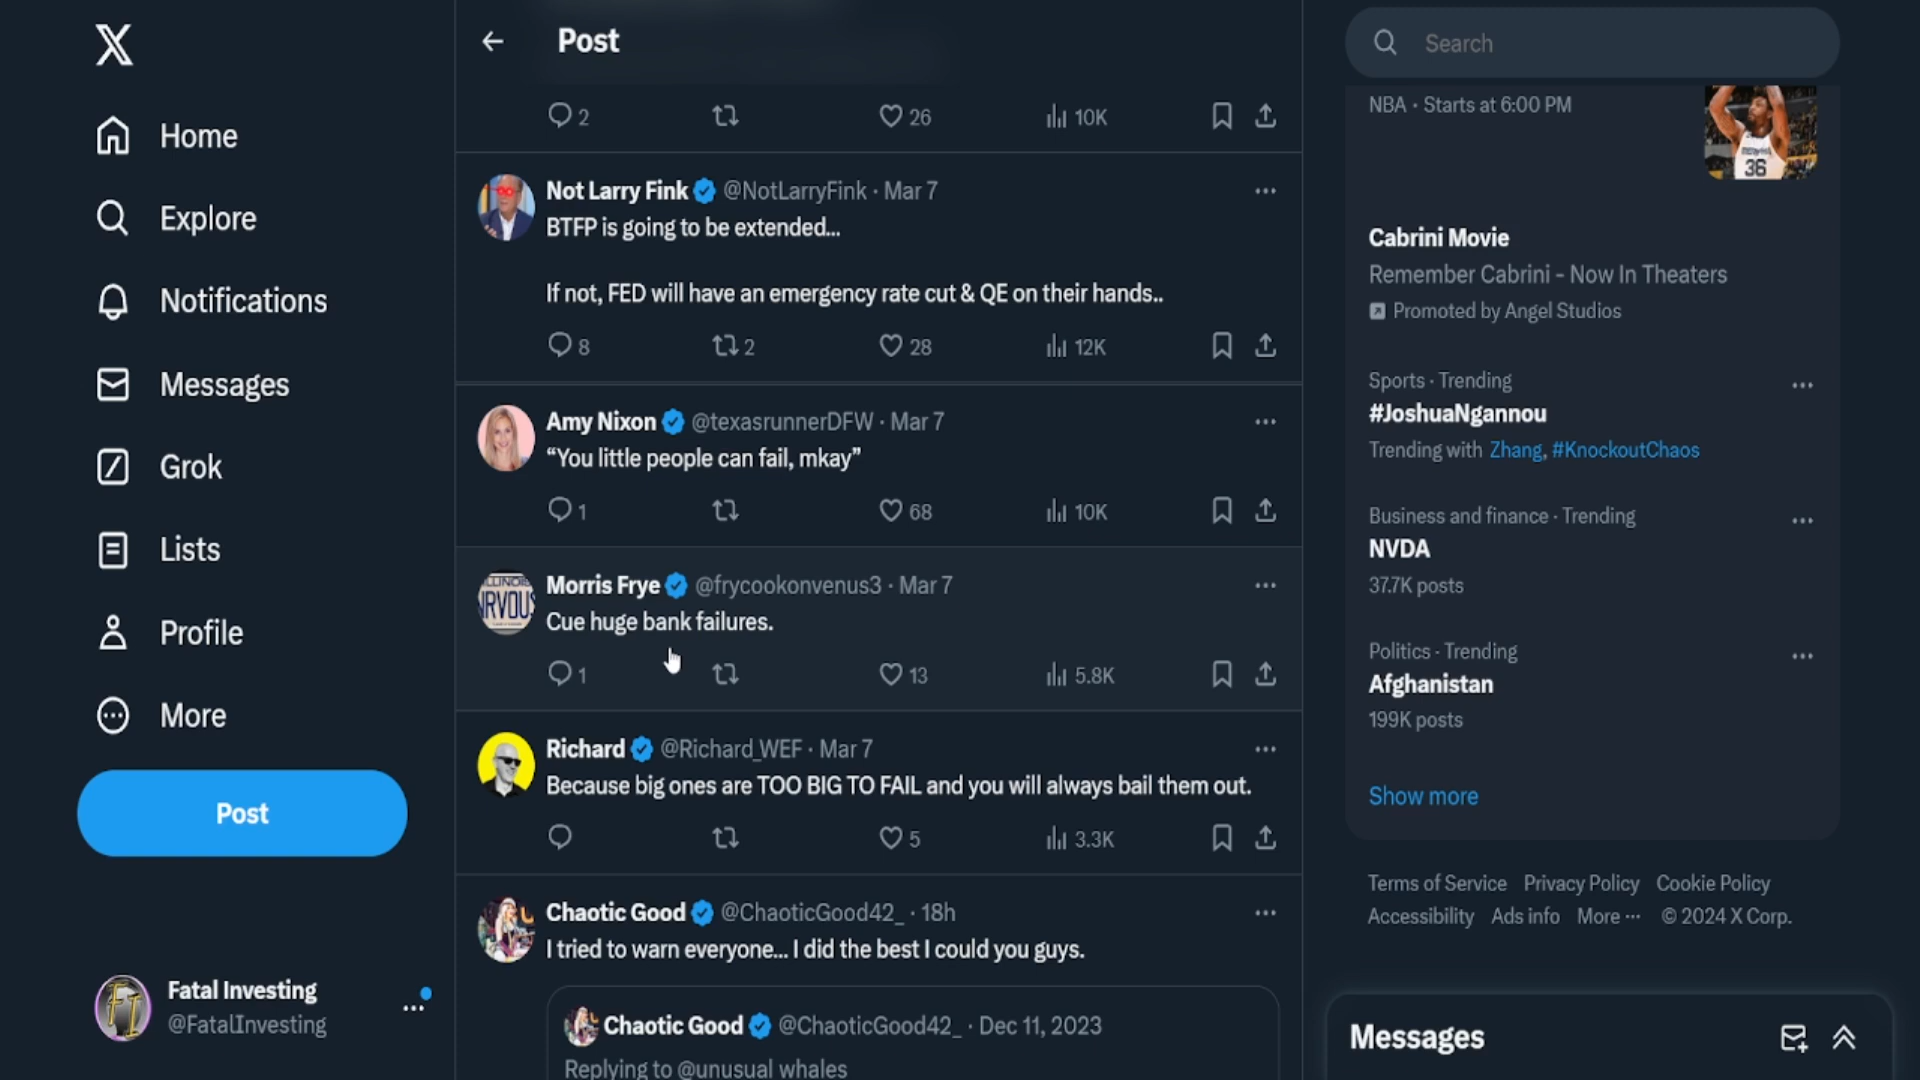 X
Home
Explore
Notifications
Messages
Grok
Lists
Profile
More
Post
Fatal Investing
@FatalInvesting
Post
2
26
10K
Not Larry Fink @NotLarryFink · Mar 7
BTFP is going to be extended...
If not, FED will have an emergency rate cut & QE on their hands..
8
2
28
12K
Amy Nixon @texasrunnerDFW · Mar 7
“You little people can fail, mkay”
1
68
10K
Morris Frye @frycookonvenus3 · Mar 7
Cue huge bank failures.
1
13
5.8K
Richard @Richard_WEF · Mar 7
Because big ones are TOO BIG TO FAIL and you will always bail them out.
5
3.3K
Chaotic Good @ChaoticGood42_ · 18h
I tried to warn everyone... I did the best I could you guys.
Chaotic Good @ChaoticGood42_ · Dec 11, 2023
Replying to @unusual whales
Search
NBA · Starts at 6:00 PM
36
Cabrini Movie
Remember Cabrini - Now In Theaters
Promoted by Angel Studios
Sports · Trending
#JoshuaNgannou
Trending with Zhang, #KnockoutChaos
Business and finance · Trending
NVDA
37.7K posts
Politics · Trending
Afghanistan
199K posts
Show more
Terms of Service Privacy Policy Cookie Policy
Accessibility Ads info More ··· © 2024 X Corp.
Messages